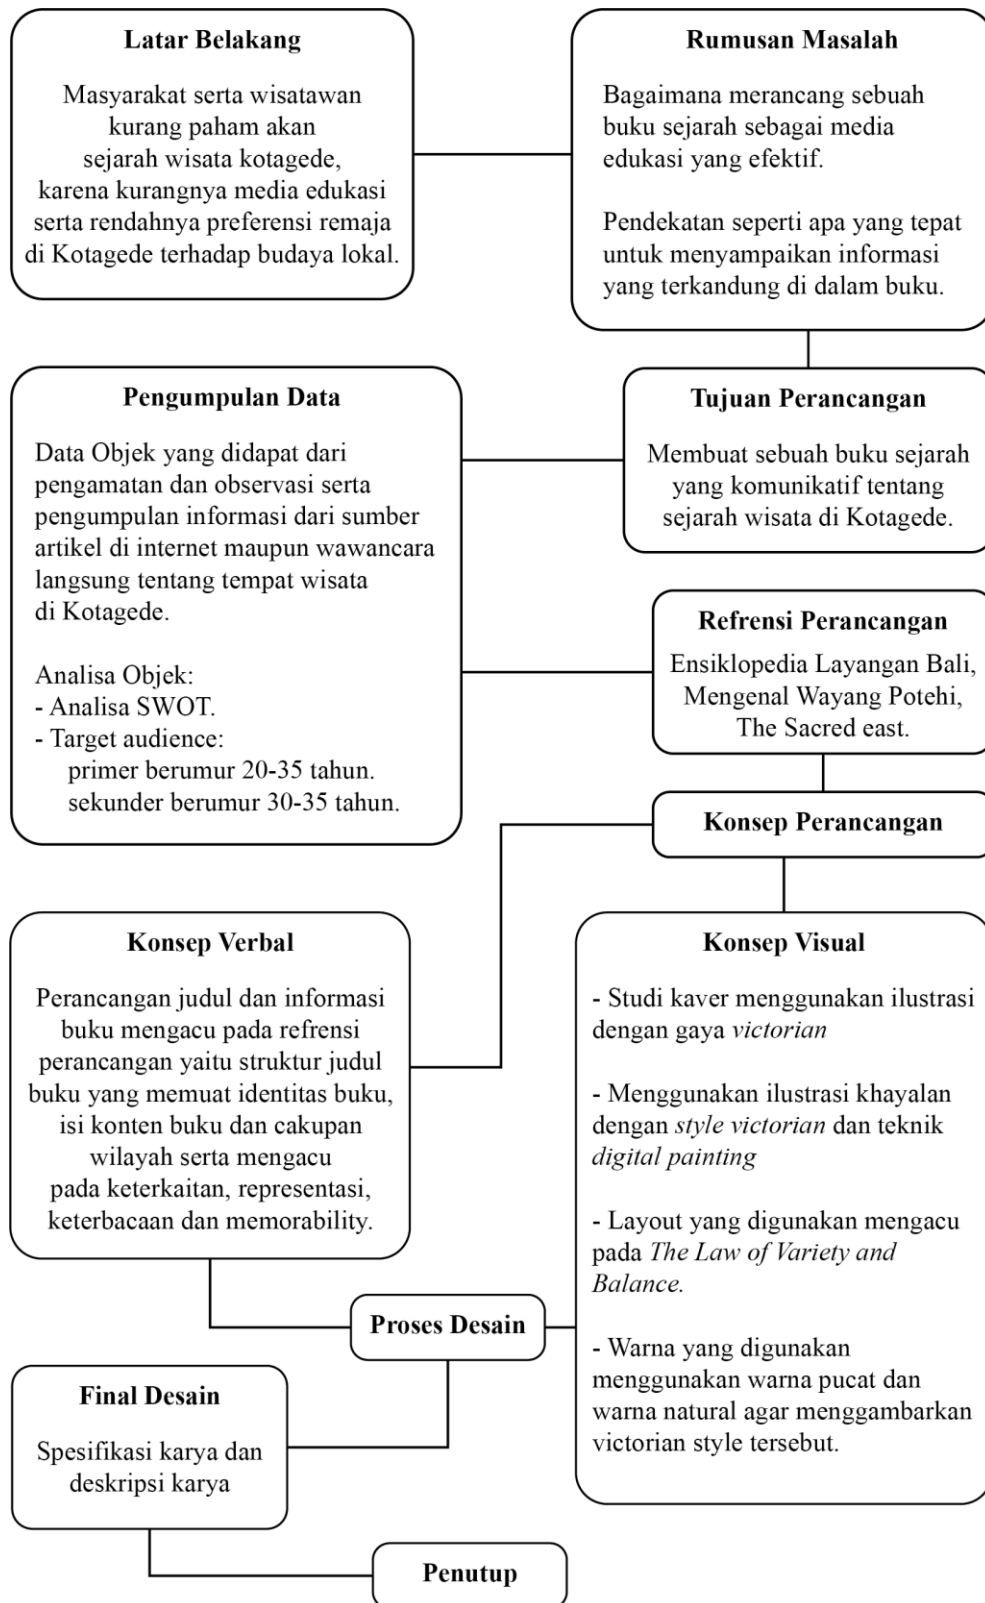 Latar Belakang
Masyarakat serta wisatawan
kurang paham akan
sejarah wisata kotagede,
karena kurangnya media edukasi
serta rendahnya preferensi remaja
di Kotagede terhadap budaya lokal.
Rumusan Masalah
Bagaimana merancang sebuah
buku sejarah sebagai media
edukasi yang efektif.
Pendekatan seperti apa yang tepat
untuk menyampaikan informasi
yang terkandung di dalam buku.
Tujuan Perancangan
Membuat sebuah buku sejarah
yang komunikatif tentang
sejarah wisata di Kotagede.
Pengumpulan Data
Data Objek yang didapat dari
pengamatan dan observasi serta
pengumpulan informasi dari sumber
artikel di internet maupun wawancara
langsung tentang tempat wisata
di Kotagede.
Analisa Objek:
- Analisa SWOT.
- Target audience:
primer berumur 20-35 tahun.
sekunder berumur 30-35 tahun.
Refrensi Perancangan
Ensiklopedia Layangan Bali,
Mengenal Wayang Potehi,
The Sacred east.
Konsep Perancangan
Konsep Verbal
Perancangan judul dan informasi
buku mengacu pada refrensi
perancangan yaitu struktur judul
buku yang memuat identitas buku,
isi konten buku dan cakupan
wilayah serta mengacu
pada keterkaitan, representasi,
keterbacaan dan memorability.
Konsep Visual
- Studi kaver menggunakan ilustrasi
dengan gaya victorian
- Menggunakan ilustrasi khayalan
dengan style victorian dan teknik
digital painting
- Layout yang digunakan mengacu
pada The Law of Variety and
Balance.
- Warna yang digunakan
menggunakan warna pucat dan
warna natural agar menggambarkan
victorian style tersebut.
Proses Desain
Final Desain
Spesifikasi karya dan
deskripsi karya
Penutup